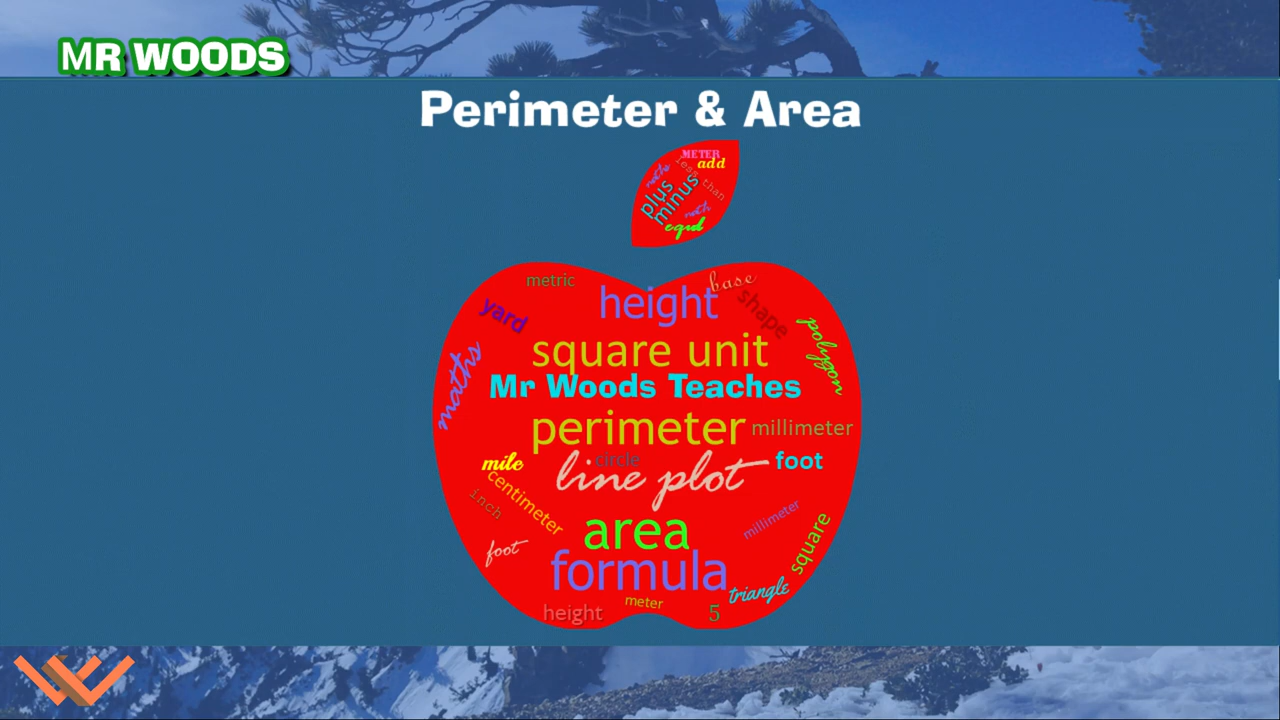 MR WOODS
Perimeter & Area
METER
add
less than
maths
plus
minus
math
equal
metric
base
height
shape
yard
polygon
square unit
maths
Mr Woods Teaches
perimeter
millimeter
circle
mile
line plot
foot
centimeter
inch
millimeter
area
square
foot
formula
triangle
meter
height
5